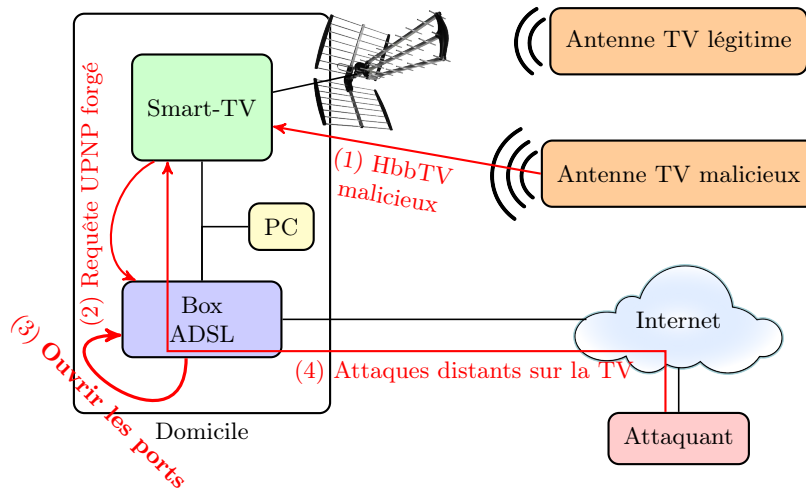 Antenne TV légitime
Smart-TV
(1) HbbTV
malicieux
Antenne TV malicieux
(2) Requête UPNP forgé
PC
Box
ADSL
Internet
(3) Ouvrir les ports
(4) Attaques distants sur la TV
Domicile
Attaquant